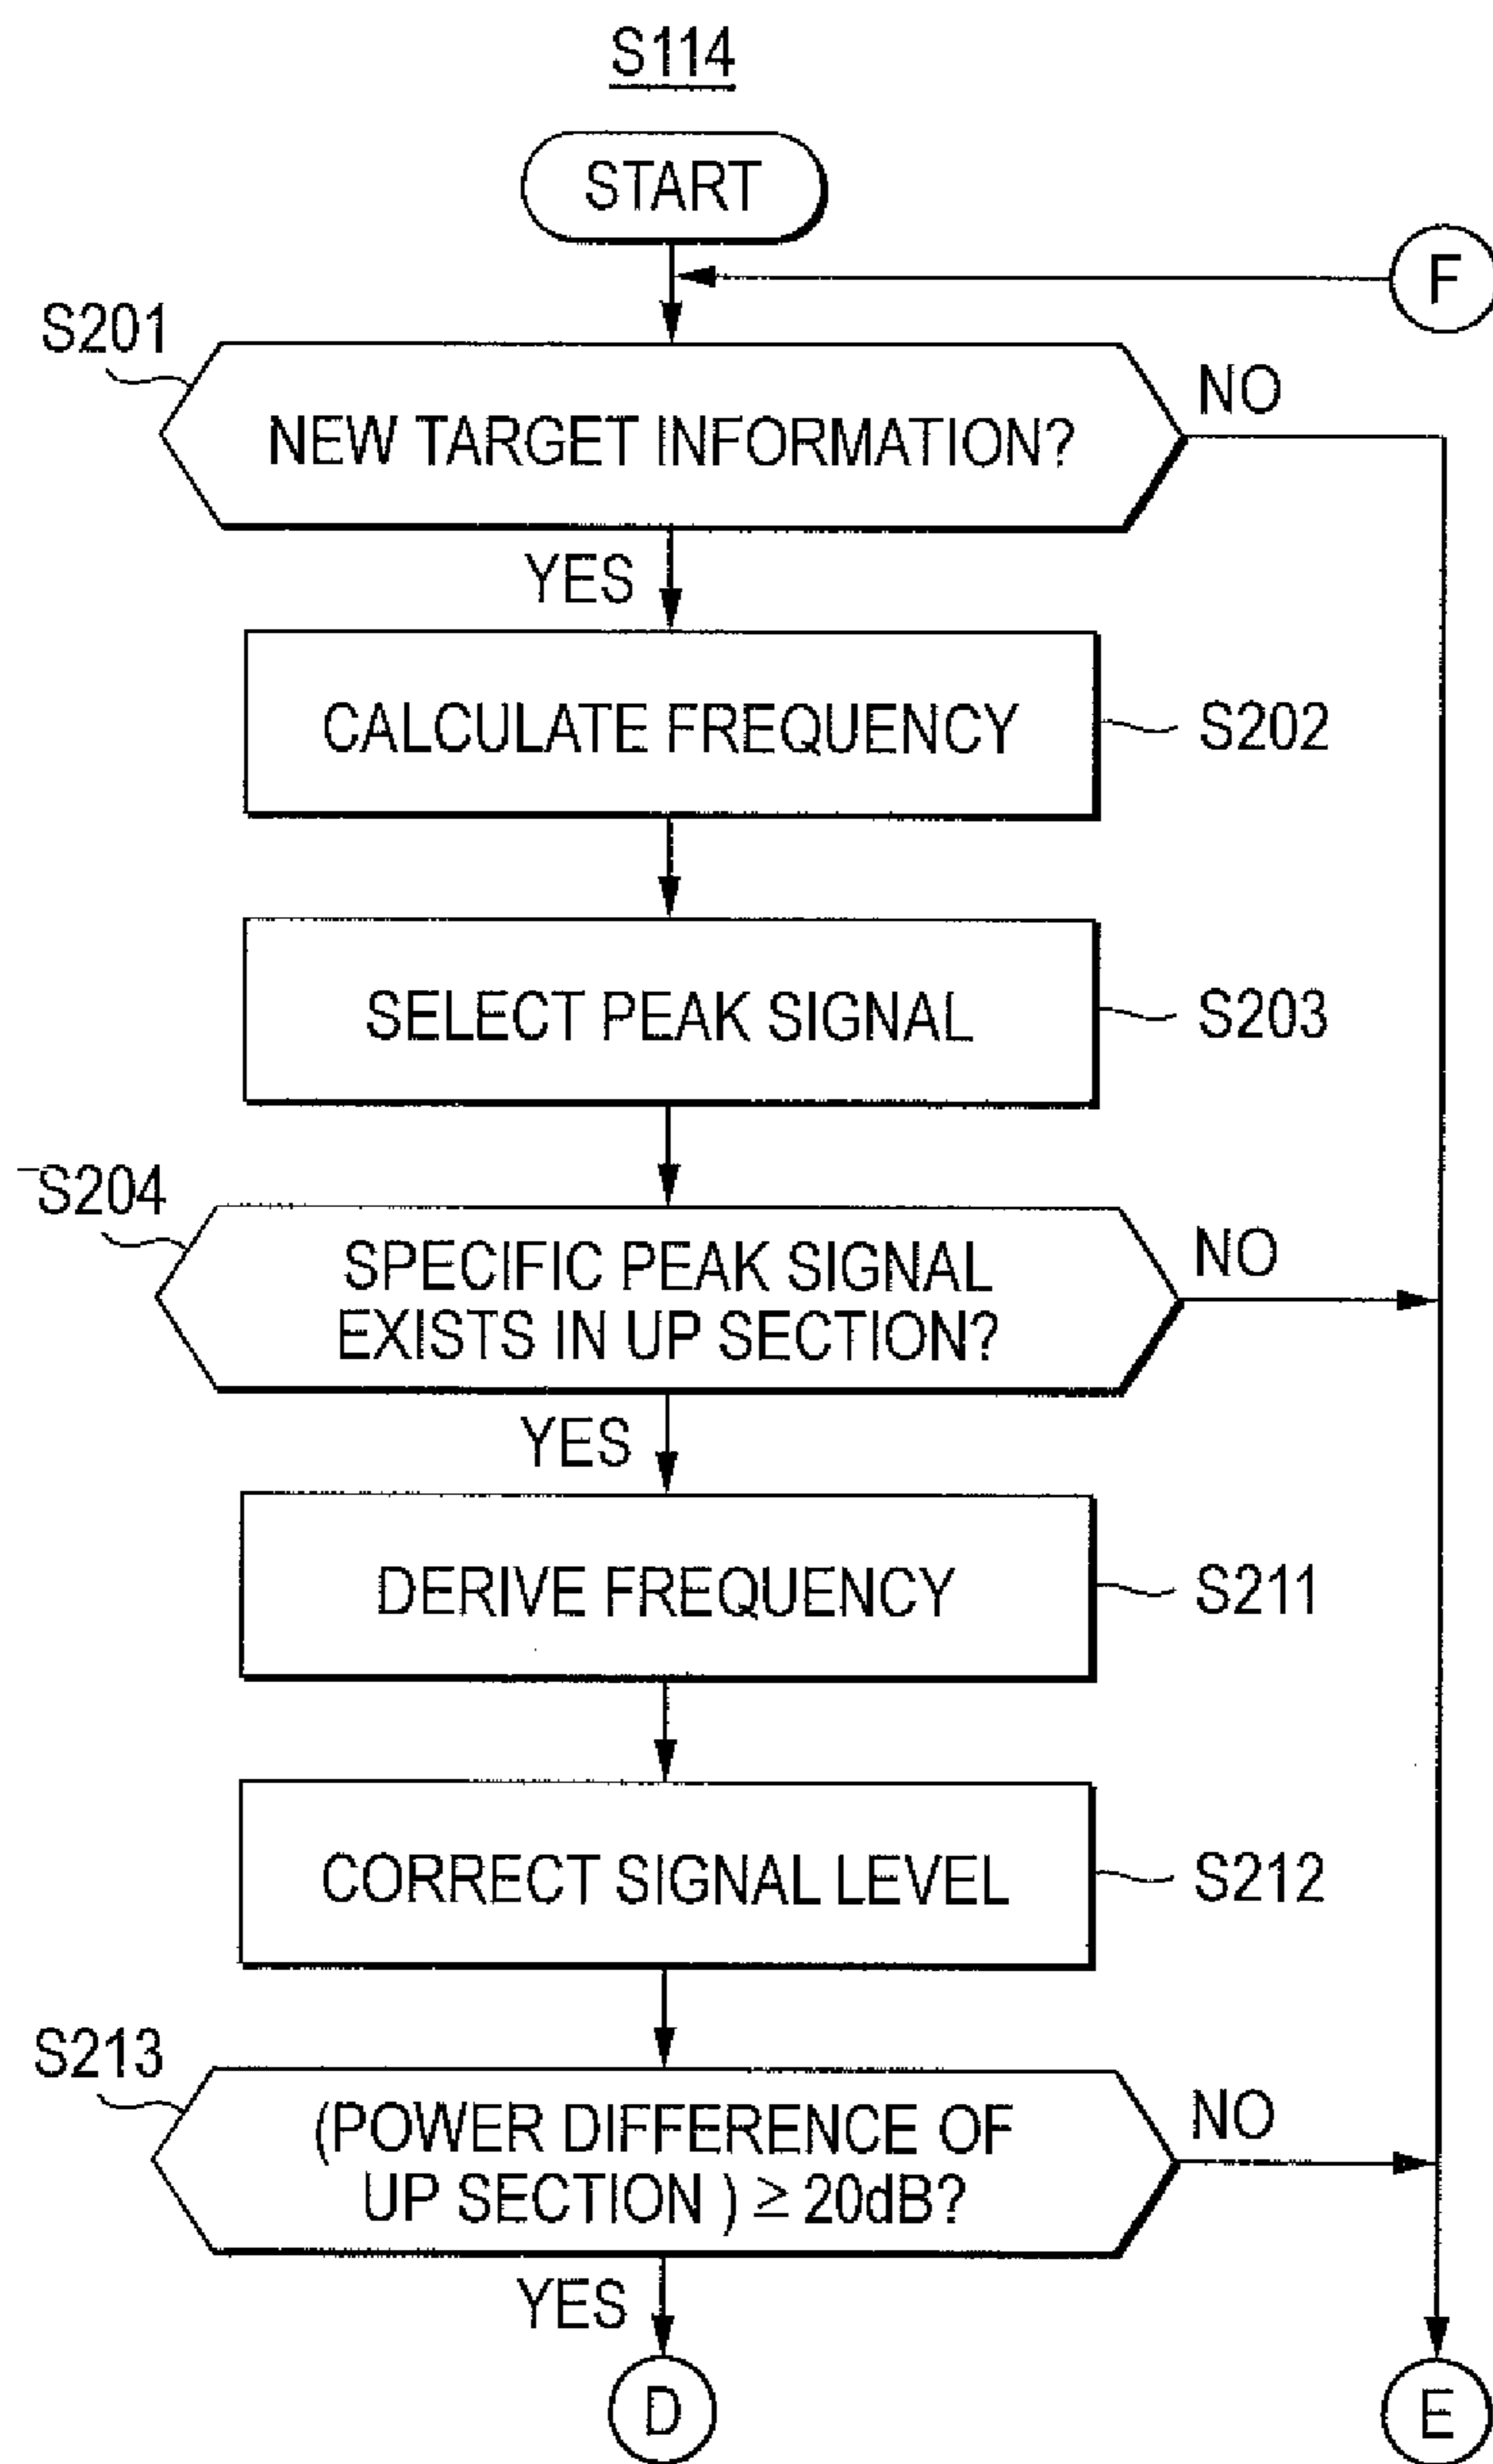 S114
START
F
S201
NEW TARGET INFORMATION?
NO
YES
CALCULATE FREQUENCY
S202
SELECT PEAK SIGNAL
S203
S204
SPECIFIC PEAK SIGNAL
EXISTS IN UP SECTION?
NO
YES
DERIVE FREQUENCY
S211
CORRECT SIGNAL LEVEL
S212
S213
(POWER DIFFERENCE OF
UP SECTION ) ≥ 20dB?
NO
YES
D
E